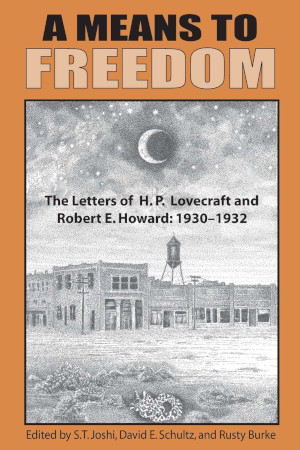 A MEANS TO
FREEDOM
The Letters of H. P. Lovecraft and
Robert E. Howard: 1930–1932
Edited by S.T. Joshi, David E. Schultz, and Rusty Burke